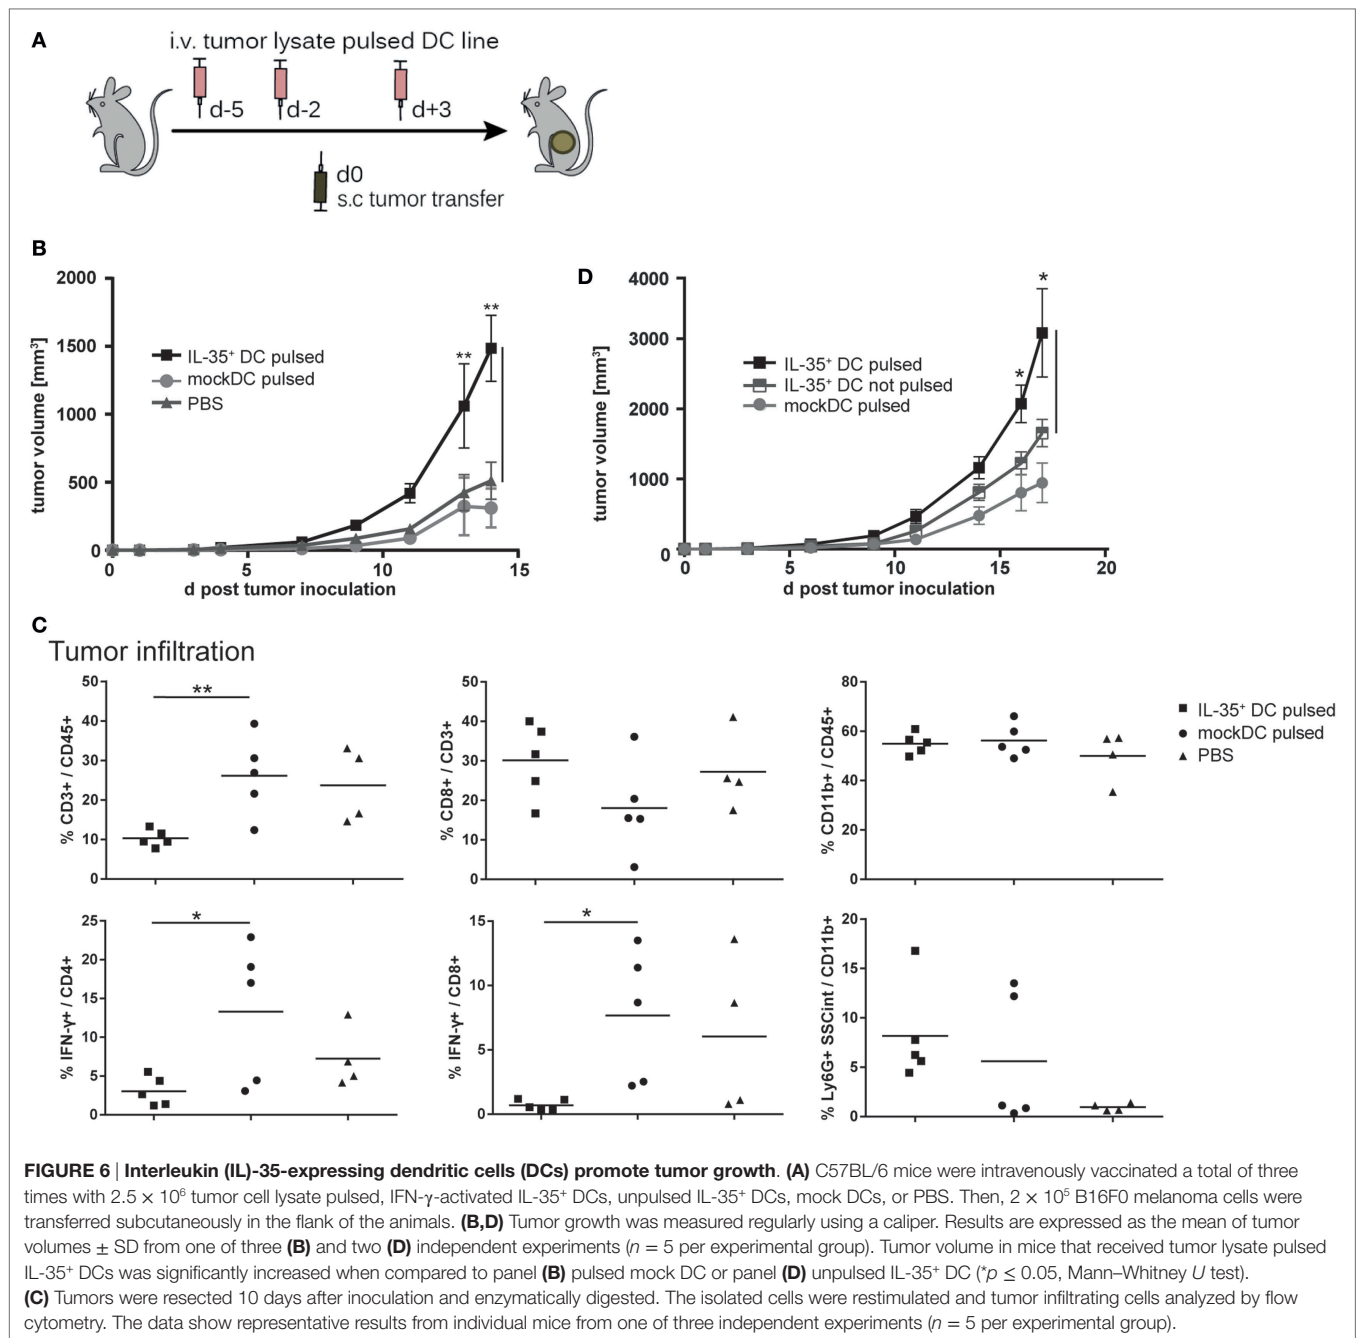 A
i.v. tumor lysate pulsed DC line
d-5
d-2
d+3
d0
s.c tumor transfer
B
2000
1500
1000
500
0
tumor volume [mm³]
IL-35⁺ DC pulsed
mockDC pulsed
PBS
**
**
0
5
10
15
d post tumor inoculation
D
4000
3000
2000
1000
0
tumor volume [mm³]
IL-35⁺ DC pulsed
IL-35⁺ DC not pulsed
mockDC pulsed
*
*
0
5
10
15
20
d post tumor inoculation
C
Tumor infiltration
50
40
30
20
10
0
% CD3+ / CD45+
**
50
40
30
20
10
0
% CD8+ / CD3+
80
60
40
20
0
% CD11b+ / CD45+
IL-35⁺ DC pulsed
mockDC pulsed
PBS
25
20
15
10
5
0
% IFN-γ+ / CD4+
*
15
10
5
0
% IFN-γ+ / CD8+
*
20
15
10
5
0
% Ly6G+ SSCint / CD11b+
FIGURE 6 | Interleukin (IL)-35-expressing dendritic cells (DCs) promote tumor growth. (A) C57BL/6 mice were intravenously vaccinated a total of three
times with 2.5 × 10⁶ tumor cell lysate pulsed, IFN-γ-activated IL-35⁺ DCs, unpulsed IL-35⁺ DCs, mock DCs, or PBS. Then, 2 × 10⁵ B16F0 melanoma cells were
transferred subcutaneously in the flank of the animals. (B,D) Tumor growth was measured regularly using a caliper. Results are expressed as the mean of tumor
volumes ± SD from one of three (B) and two (D) independent experiments (n = 5 per experimental group). Tumor volume in mice that received tumor lysate pulsed
IL-35⁺ DCs was significantly increased when compared to panel (B) pulsed mock DC or panel (D) unpulsed IL-35⁺ DC (*p ≤ 0.05, Mann–Whitney U test).
(C) Tumors were resected 10 days after inoculation and enzymatically digested. The isolated cells were restimulated and tumor infiltrating cells analyzed by flow
cytometry. The data show representative results from individual mice from one of three independent experiments (n = 5 per experimental group).